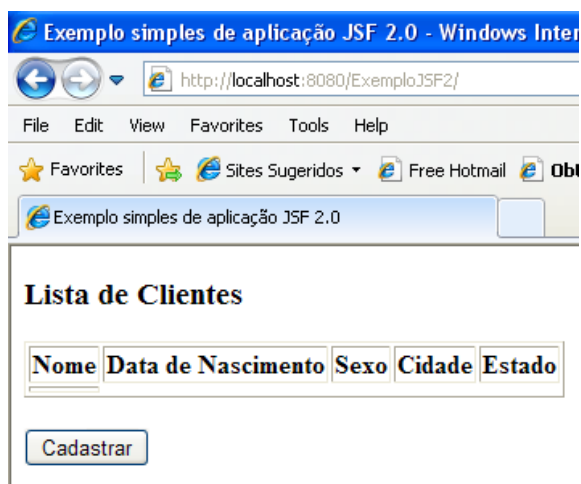 Exemplo simples de aplicação JSF 2.0 - Windows Inter
http://localhost:8080/ExemploJSF2/
File Edit View Favorites Tools Help
Favorites Sites Sugeridos Free Hotmail Obt
Exemplo simples de aplicação JSF 2.0
Lista de Clientes
Nome Data de Nascimento Sexo Cidade Estado
Cadastrar